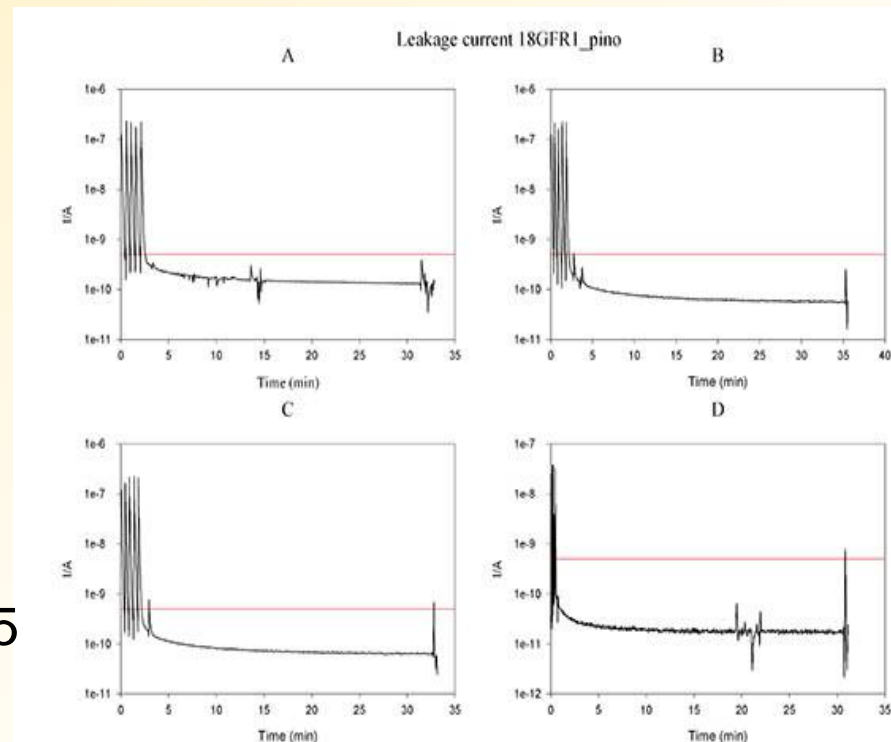 Leakage current 18GFR1_pino
A
B
1e-6
1e-7
1e-8
1e-9
1e-10
1e-11
I/A
0 5 10 15 20 25 30 35
Time (min)
1e-6
1e-7
1e-8
1e-9
1e-10
1e-11
I/A
0 5 10 15 20 25 30 35 40
Time (min)
C
D
1e-6
1e-7
1e-8
1e-9
1e-10
1e-11
I/A
0 5 10 15 20 25 30 35
Time (min)
1e-7
1e-8
1e-9
1e-10
1e-11
1e-12
I/A
0 5 10 15 20 25 30 35
Time (min)
5